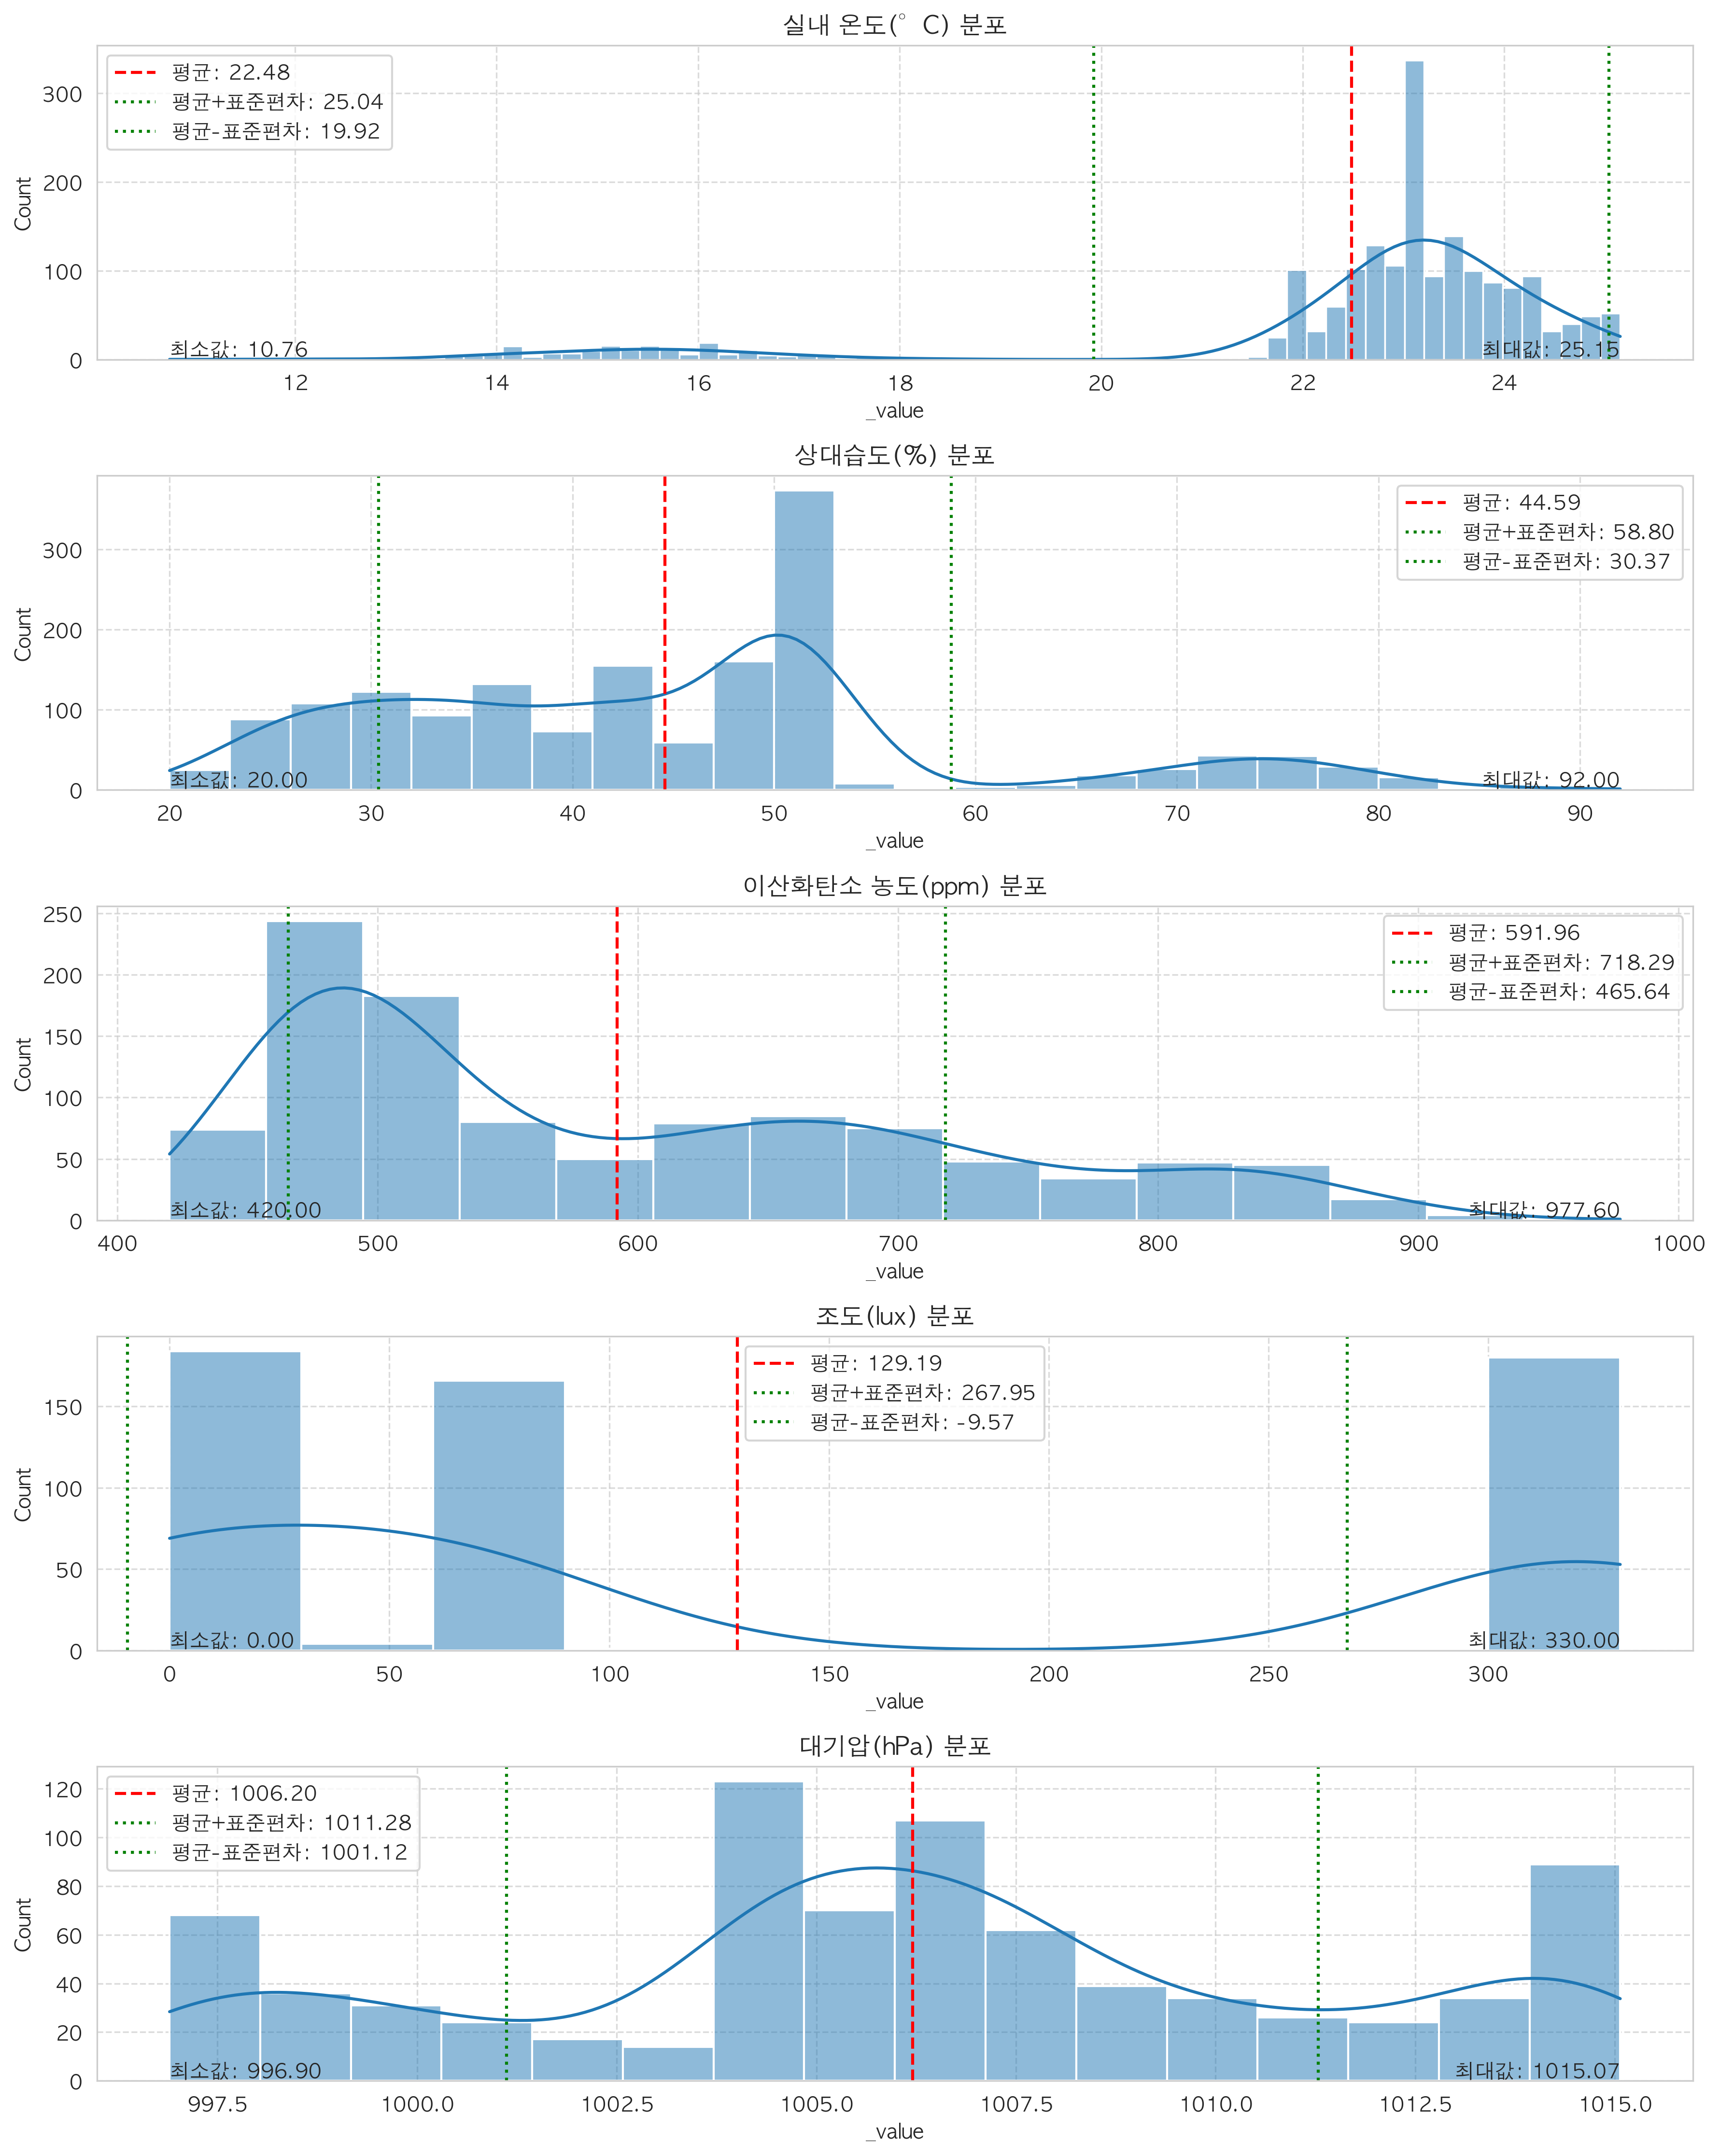 실내 온도(°C) 분포
평균: 22.48
평균+표준편차: 25.04
평균-표준편차: 19.92
300
200
100
0
Count
최소값: 10.76
최대값: 25.15
12 14 16 18 20 22 24
_value
상대습도(%) 분포
평균: 44.59
평균+표준편차: 58.80
평균-표준편차: 30.37
300
200
100
0
Count
최소값: 20.00
최대값: 92.00
20 30 40 50 60 70 80 90
_value
이산화탄소 농도(ppm) 분포
평균: 591.96
평균+표준편차: 718.29
평균-표준편차: 465.64
250
200
150
100
50
0
Count
최소값: 420.00
최대값: 977.60
400 500 600 700 800 900 1000
_value
조도(lux) 분포
평균: 129.19
평균+표준편차: 267.95
평균-표준편차: -9.57
150
100
50
0
Count
최소값: 0.00
최대값: 330.00
0 50 100 150 200 250 300
_value
대기압(hPa) 분포
평균: 1006.20
평균+표준편차: 1011.28
평균-표준편차: 1001.12
120
100
80
60
40
20
0
Count
최소값: 996.90
최대값: 1015.07
997.5 1000.0 1002.5 1005.0 1007.5 1010.0 1012.5 1015.0
_value